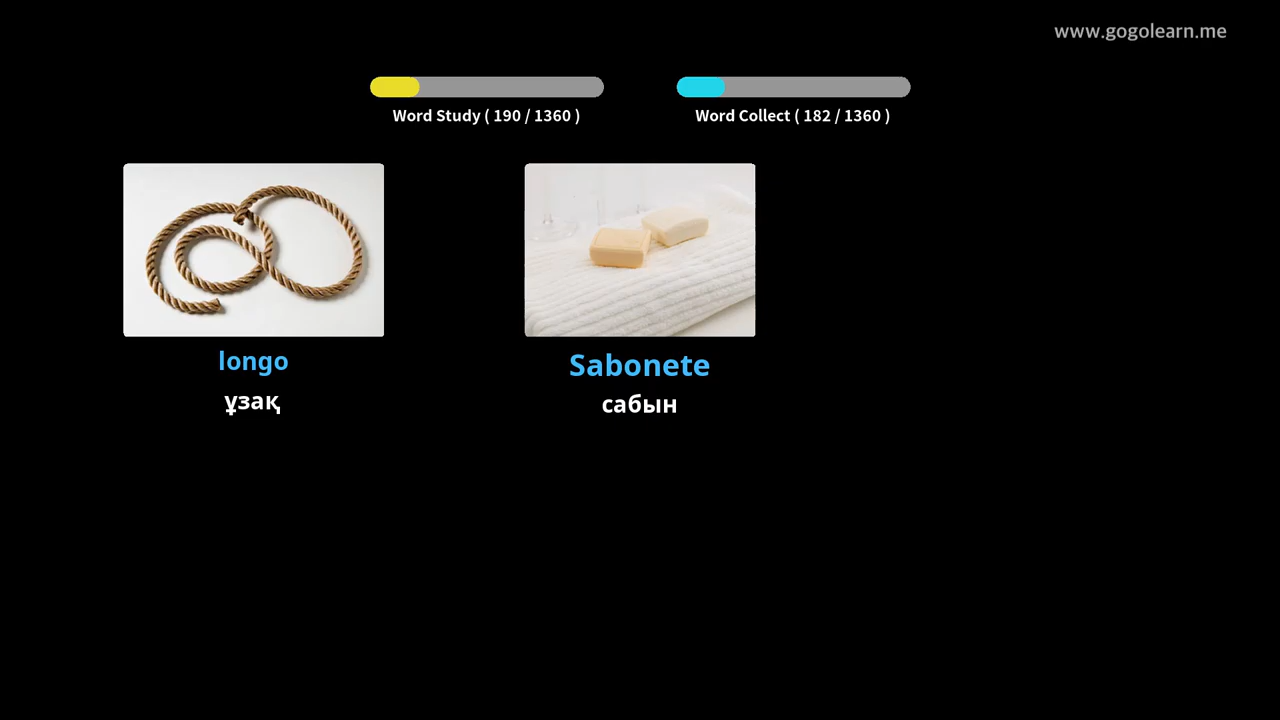 www.gogolearn.me
Word Study ( 190 / 1360 )
Word Collect ( 182 / 1360 )
longo
ұзақ
Sabonete
сабын